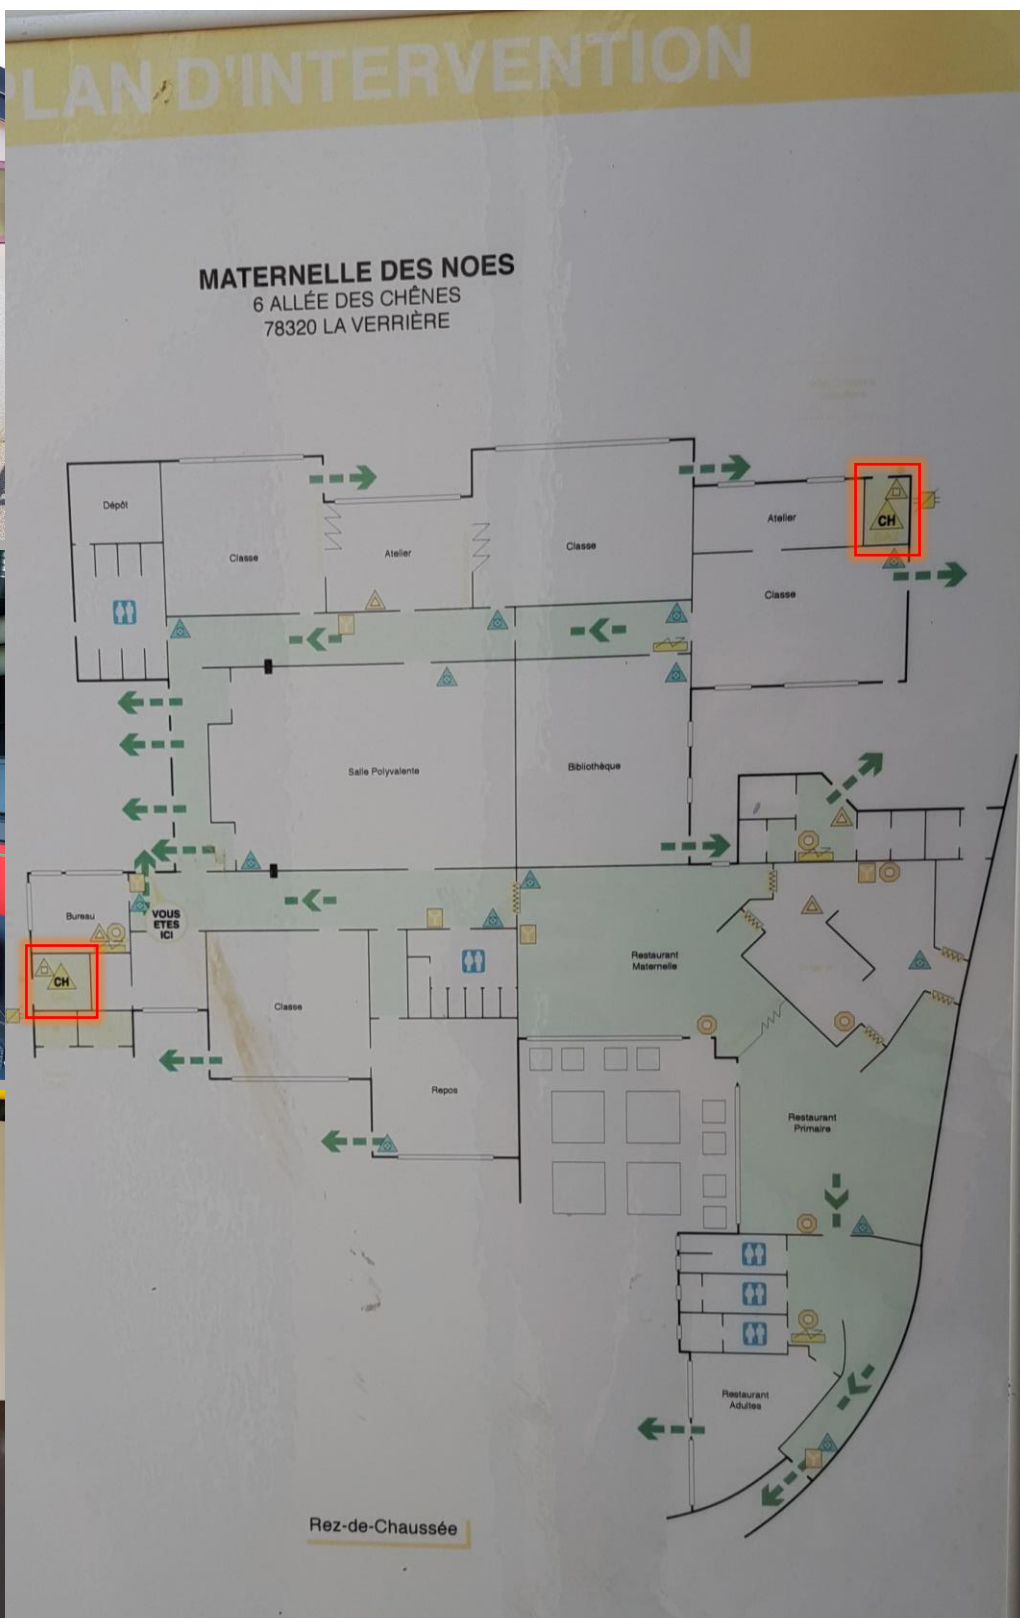 PLAN D'INTERVENTION
MATERNELLE DES NOES
6 ALLÉE DES CHÊNES
78320 LA VERRIÈRE
Dépôt
Classe
Atelier
Classe
Atelier
CH
Classe
Salle Polyvalente
Bibliothèque
Bureau
VOUS
ETES
ICI
CH
Classe
Restaurant
Maternelle
Repos
Restaurant
Primaire
Restaurant
Adultes
Rez-de-Chaussée